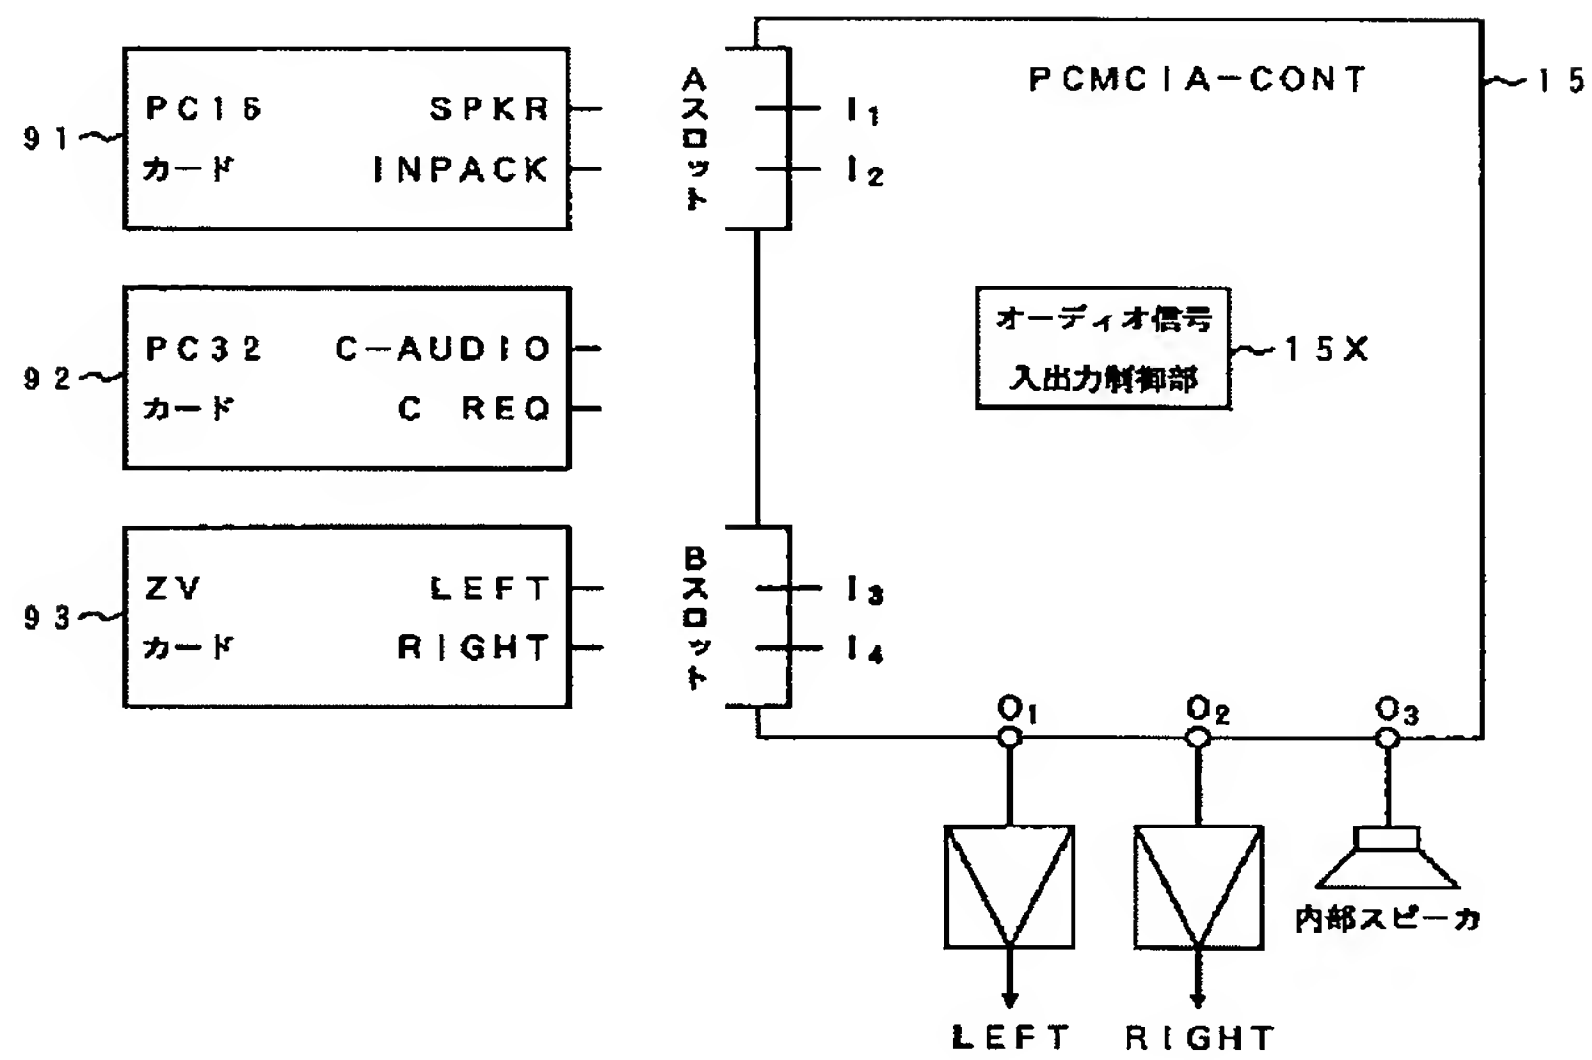 PCMCIA-CONT
15
91
PC16
カード
SPKR
INPACK
Aスロット
I1
I2
92
PC32
カード
C-AUDIO
C REQ
オーディオ信号
入出力制御部
15X
93
ZV
カード
LEFT
RIGHT
Bスロット
I3
I4
O1
O2
O3
内部スピーカ
LEFT
RIGHT